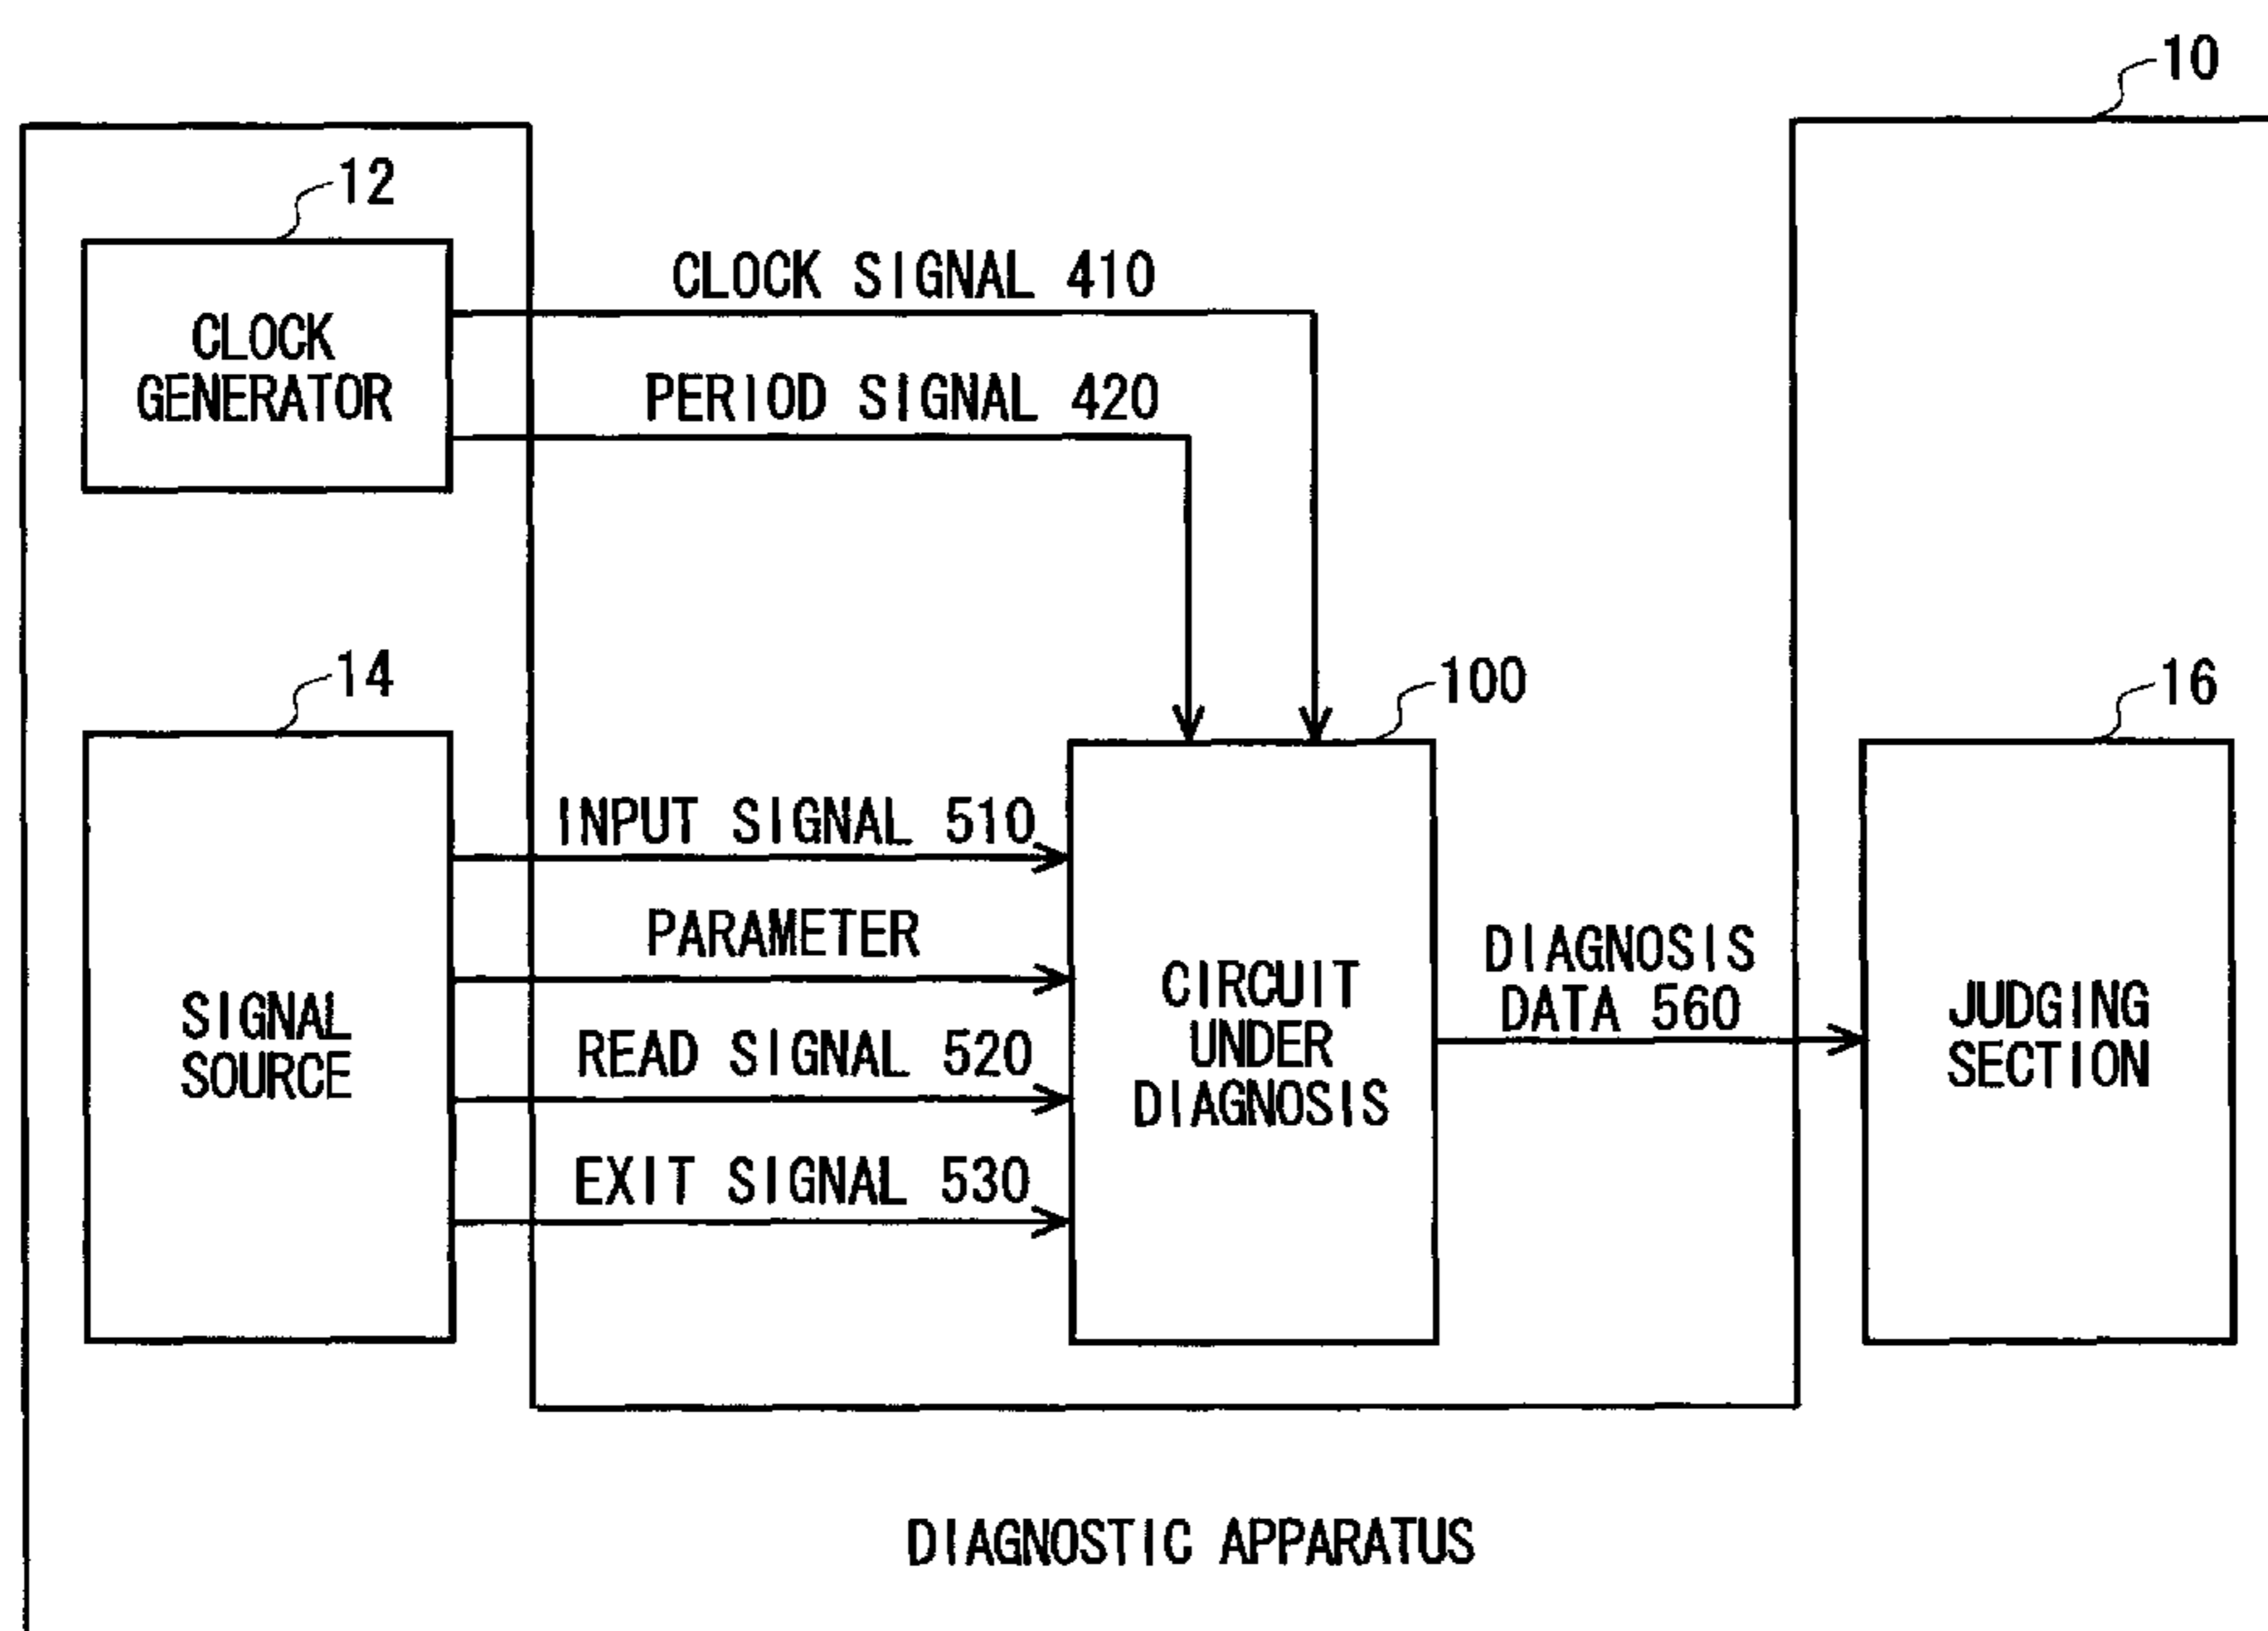 10
12
CLOCK SIGNAL 410
CLOCK
GENERATOR
PERIOD SIGNAL 420
14
100
16
INPUT SIGNAL 510
PARAMETER
READ SIGNAL 520
EXIT SIGNAL 530
SIGNAL
SOURCE
CIRCUIT
UNDER
DIAGNOSIS
DIAGNOSIS
DATA 560
JUDGING
SECTION
DIAGNOSTIC APPARATUS